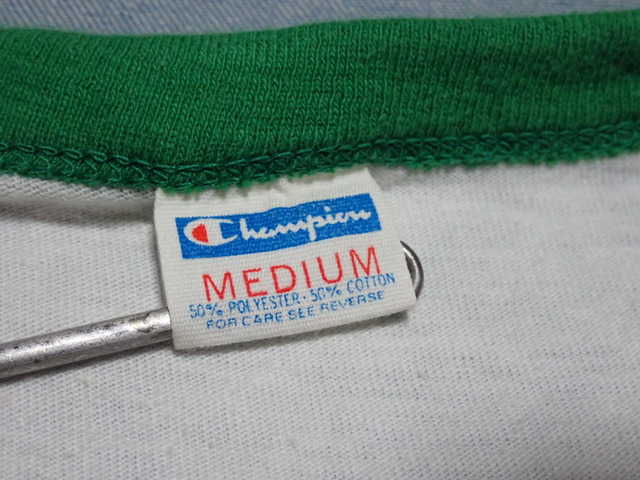 Champion
MEDIUM
50% POLYESTER · 50% COTTON
FOR CARE SEE REVERSE